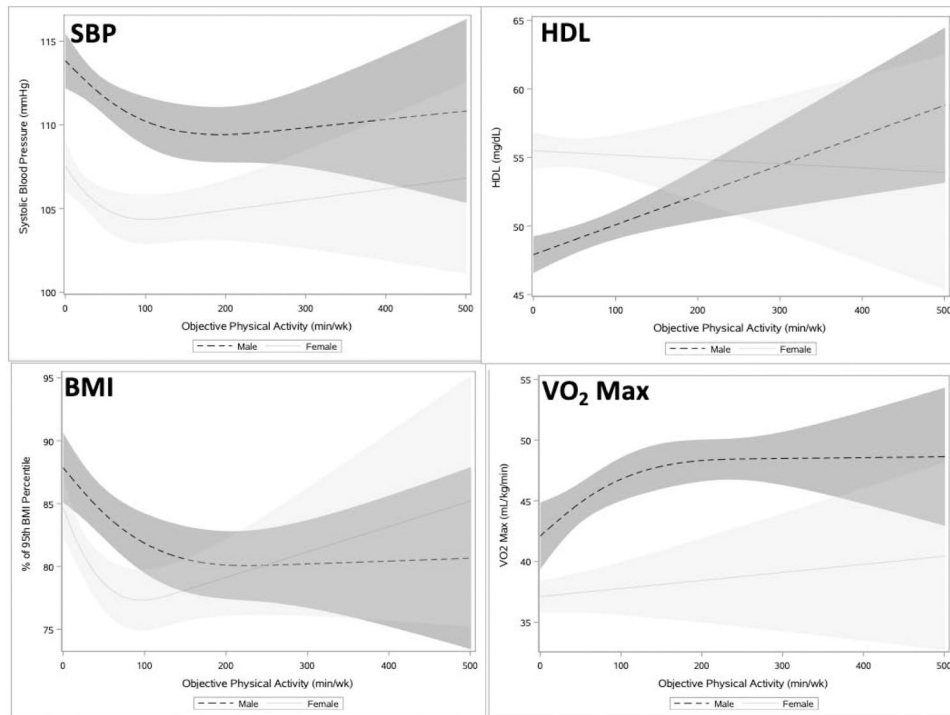 SBP
Systolic Blood Pressure (mmHg)
115
110
105
100
0 100 200 300 400 500
Objective Physical Activity (min/wk)
Male Female
HDL
HDL (mg/dL)
65
60
55
50
45
0 100 200 300 400 500
Objective Physical Activity (min/wk)
Male Female
BMI
% of 95th BMI Percentile
95
90
85
80
75
0 100 200 300 400 500
Objective Physical Activity (min/wk)
Male Female
VO₂ Max
VO2 Max (mL/kg/min)
55
50
45
40
35
0 100 200 300 400 500
Objective Physical Activity (min/wk)
Male Female